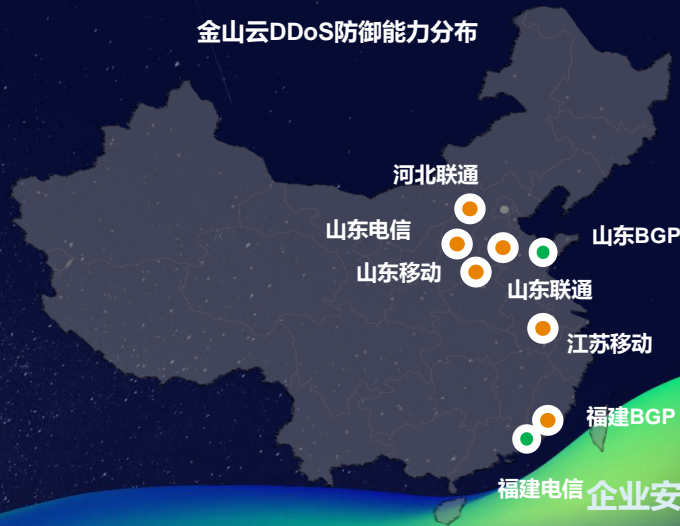 金山云DDoS防御能力分布
河北联通
山东电信
山东BGP
山东移动
山东联通
江苏移动
福建BGP
福建电信
企业安